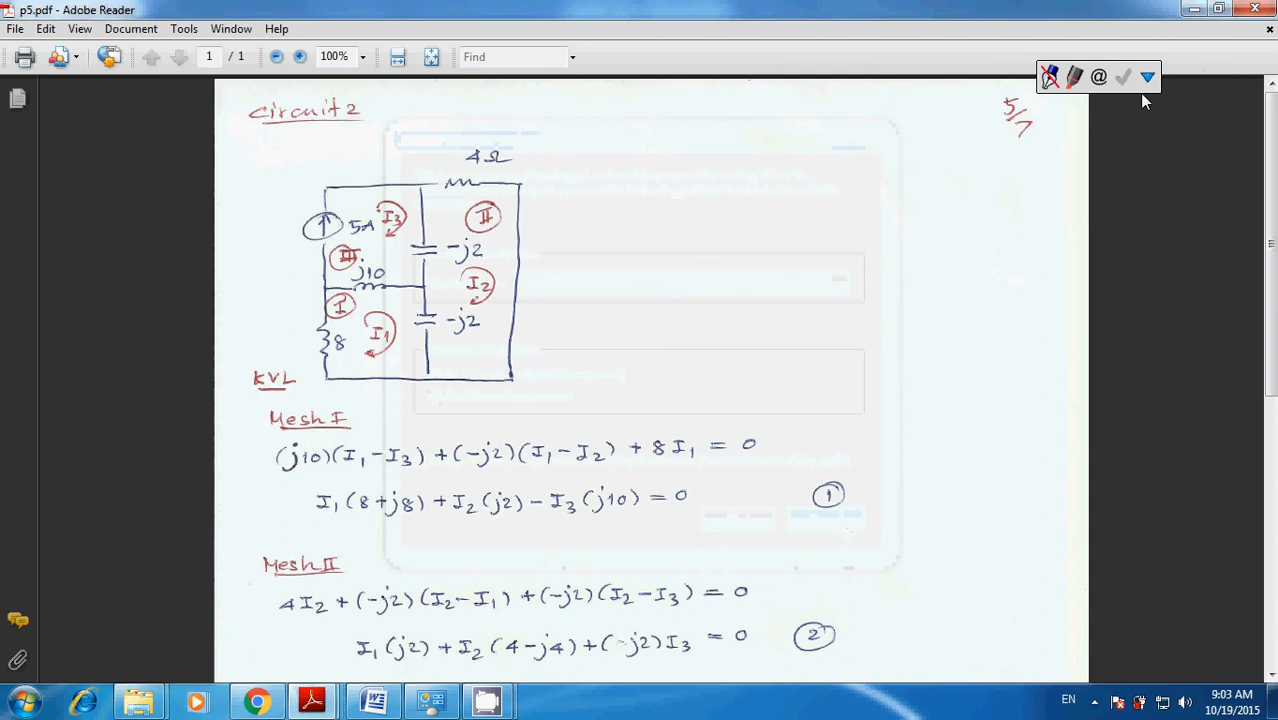 p5.pdf - Adobe Reader
File Edit View Document Tools Window Help
1 / 1 100% Find
@
Circuit 2
5/7
4Ω
5A
I3
II
-j2
III
j10
I2
I
-j2
8
I1
KVL
Mesh I
(j10)(I1-I3) + (-j2)(I1-I2) + 8I1 = 0
I1(8+j8) + I2(j2) - I3(j10) = 0 1
Mesh II
4I2 + (-j2)(I2-I1) + (-j2)(I2-I3) = 0
I1(j2) + I2(4-j4) + (-j2)I3 = 0 2
EN
9:03 AM
10/19/2015